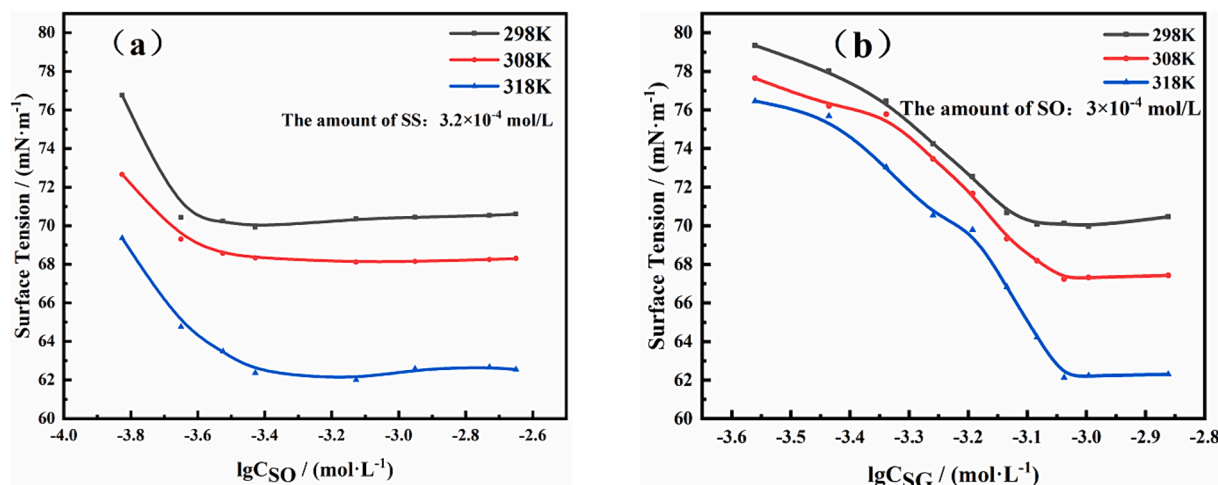 (a)
298K
308K
318K
The amount of SS: 3.2×10⁻⁴ mol/L
Surface Tension / (mN·m⁻¹)
80
78
76
74
72
70
68
66
64
62
60
-4.0
-3.8
-3.6
-3.4
-3.2
-3.0
-2.8
-2.6
lgC_SO / (mol·L⁻¹)
(b)
298K
308K
318K
The amount of SO: 3×10⁻⁴ mol/L
Surface Tension / (mN·m⁻¹)
80
78
76
74
72
70
68
66
64
62
60
-3.6
-3.5
-3.4
-3.3
-3.2
-3.1
-3.0
-2.9
-2.8
lgC_SG / (mol·L⁻¹)